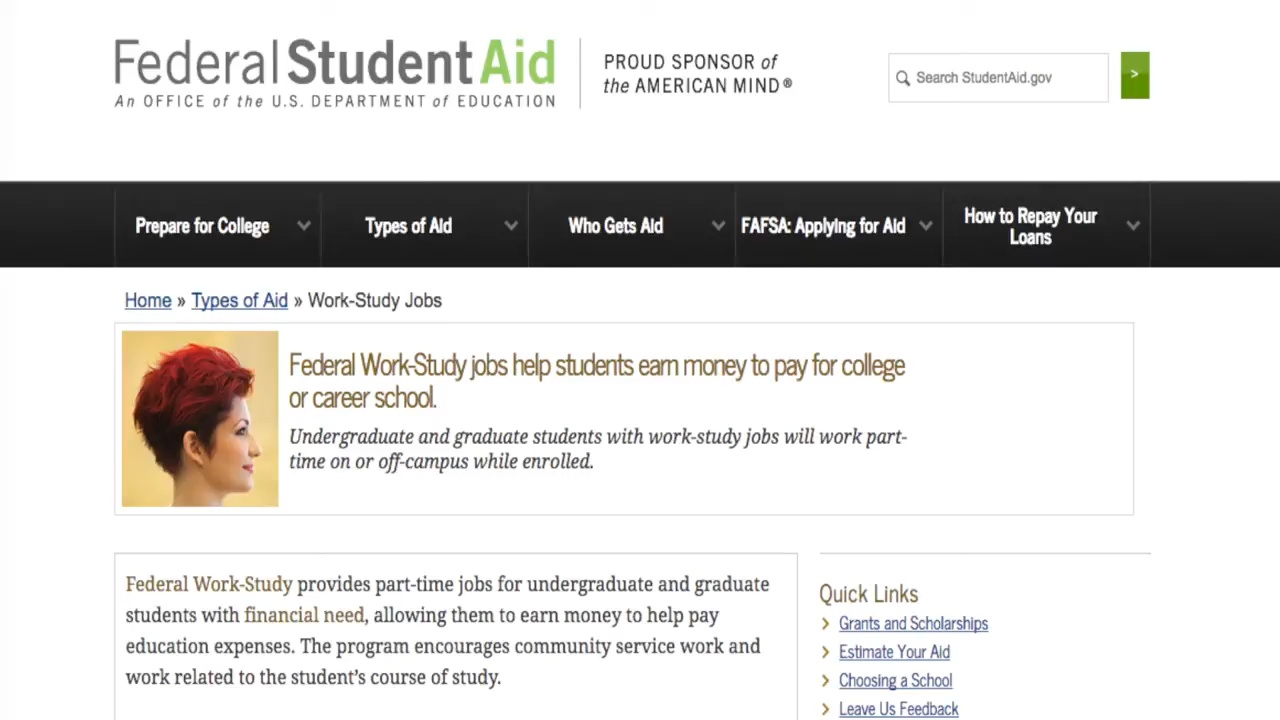 Federal Student Aid
An OFFICE of the U.S. DEPARTMENT of EDUCATION
PROUD SPONSOR of
the AMERICAN MIND®
Search StudentAid.gov
>
Prepare for College
Types of Aid
Who Gets Aid
FAFSA: Applying for Aid
How to Repay Your
Loans
Home » Types of Aid » Work-Study Jobs
Federal Work-Study jobs help students earn money to pay for college
or career school.
Undergraduate and graduate students with work-study jobs will work part-
time on or off-campus while enrolled.
Federal Work-Study provides part-time jobs for undergraduate and graduate
students with financial need, allowing them to earn money to help pay
education expenses. The program encourages community service work and
work related to the student’s course of study.
Quick Links
Grants and Scholarships
Estimate Your Aid
Choosing a School
Leave Us Feedback